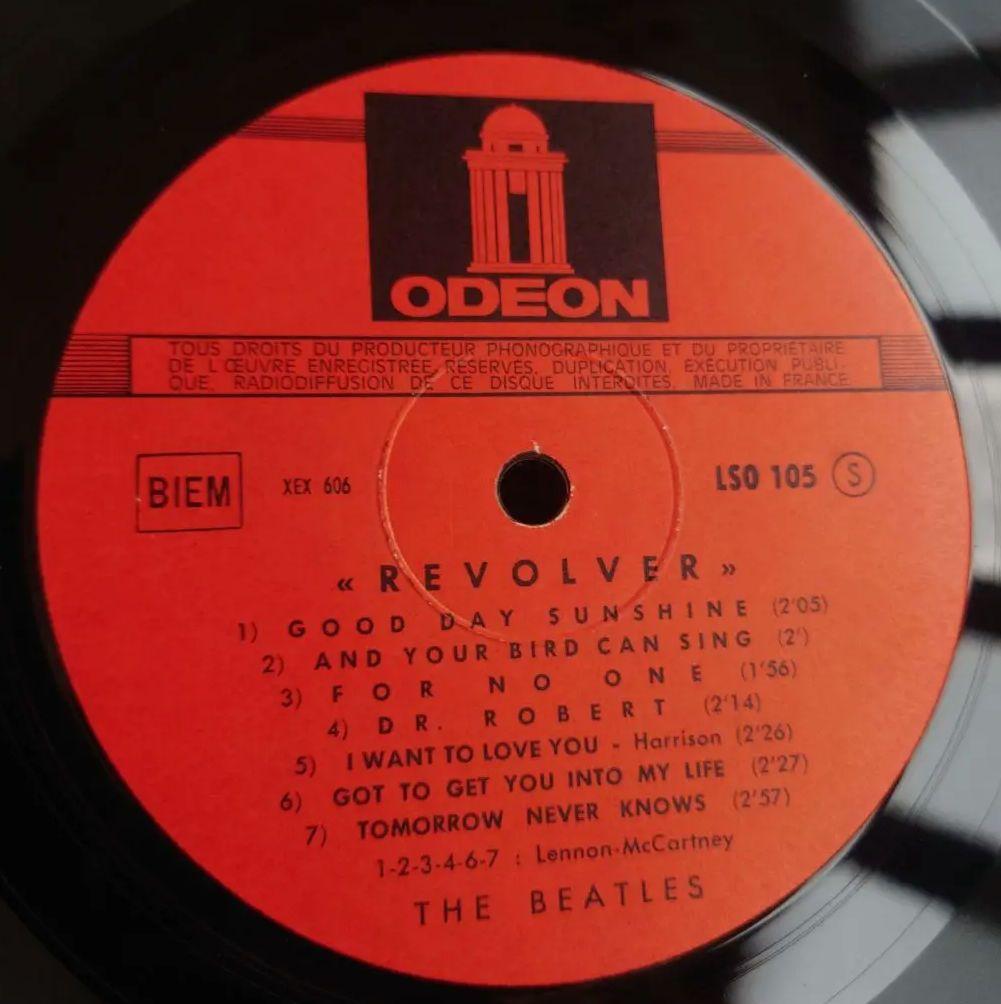 ODEON
TOUS DROITS DU PRODUCTEUR PHONOGRAPHIQUE ET DU PROPRIÉTAIRE
DE L'ŒUVRE ENREGISTRÉE RÉSERVÉS. DUPLICATION, EXÉCUTION PUBLI-
QUE, RADIODIFFUSION DE CE DISQUE INTERDITES. MADE IN FRANCE.
BIEM XEX 606 LSO 105 S
« REVOLVER »
1) GOOD DAY SUNSHINE (2'05)
2) AND YOUR BIRD CAN SING (2')
3) FOR NO ONE (1'56)
4) DR. ROBERT (2'14)
5) I WANT TO LOVE YOU - Harrison (2'26)
6) GOT TO GET YOU INTO MY LIFE (2'27)
7) TOMORROW NEVER KNOWS (2'57)
1-2-3-4-6-7 : Lennon-McCartney
THE BEATLES